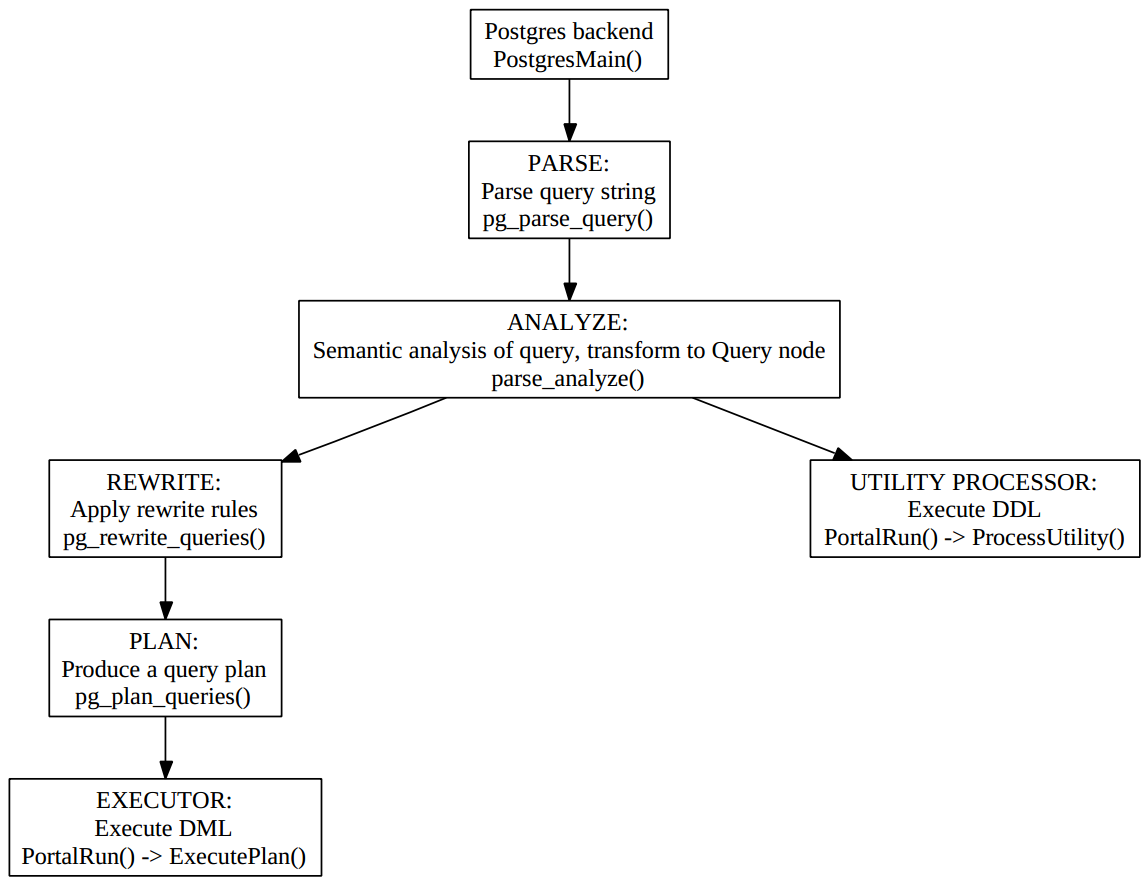 Postgres backend
PostgresMain()
PARSE:
Parse query string
pg_parse_query()
ANALYZE:
Semantic analysis of query, transform to Query node
parse_analyze()
REWRITE:
Apply rewrite rules
pg_rewrite_queries()
UTILITY PROCESSOR:
Execute DDL
PortalRun() -> ProcessUtility()
PLAN:
Produce a query plan
pg_plan_queries()
EXECUTOR:
Execute DML
PortalRun() -> ExecutePlan()